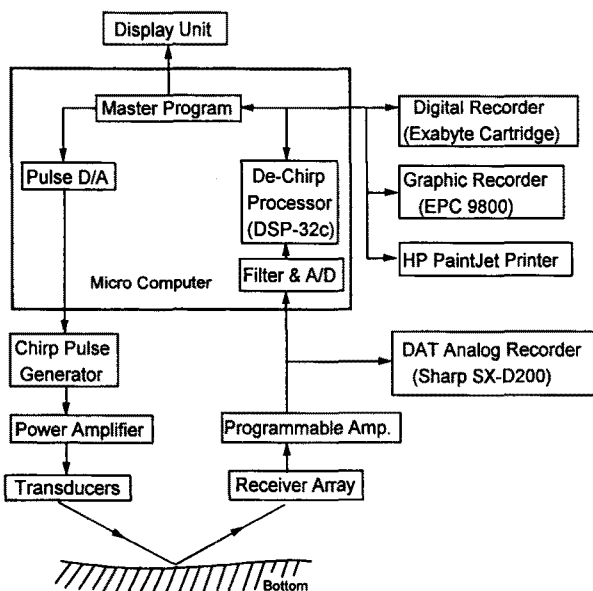 Display Unit
Master Program
Digital Recorder
(Exabyte Cartridge)
Pulse D/A
De-Chirp
Processor
(DSP-32c)
Graphic Recorder
(EPC 9800)
HP PaintJet Printer
Filter & A/D
Micro Computer
Chirp Pulse
Generator
DAT Analog Recorder
(Sharp SX-D200)
Power Amplifier
Programmable Amp.
Transducers
Receiver Array
Bottom